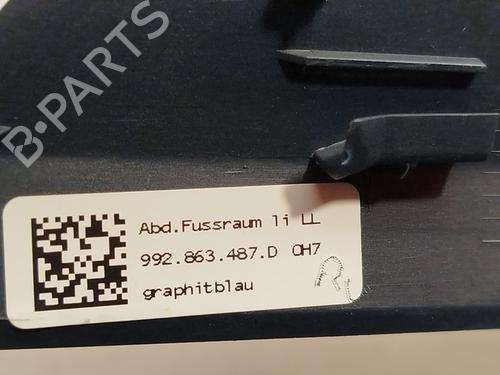 B-PARTS
Abd.Fussraum li LL
992.863.487.D OH7
graphitblau